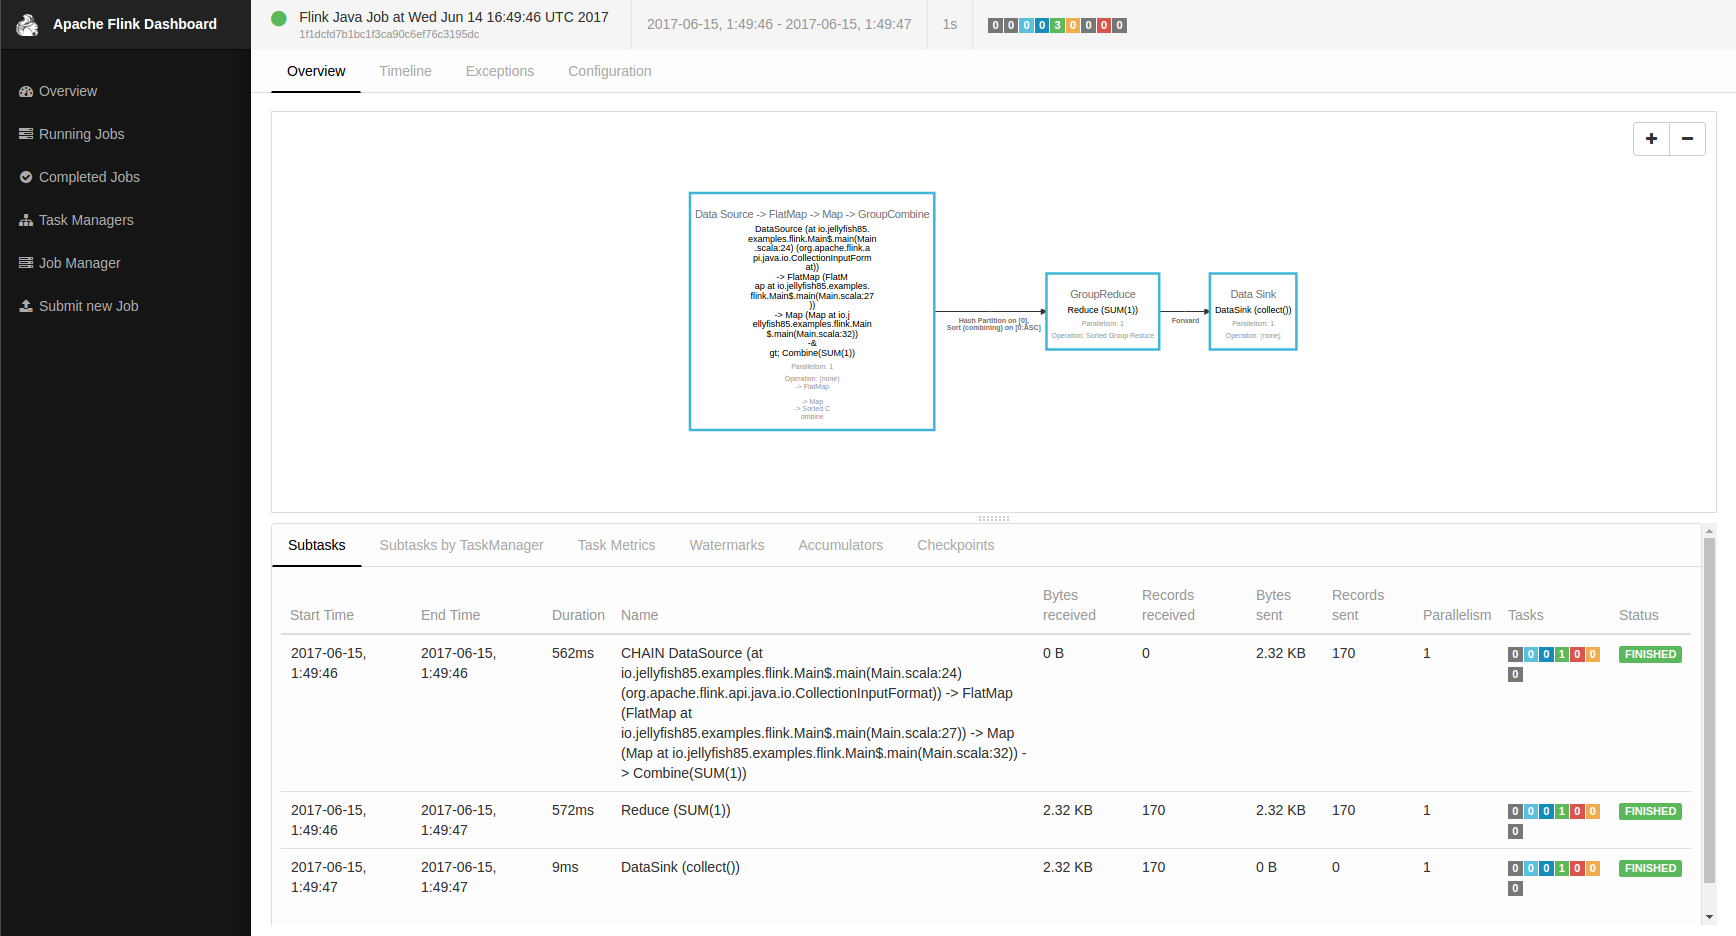 Apache Flink Dashboard
Overview
Running Jobs
Completed Jobs
Task Managers
Job Manager
Submit new Job
Flink Java Job at Wed Jun 14 16:49:46 UTC 2017
1f1dcfd7b1bc1f3ca90c6ef76c3195dc
2017-06-15, 1:49:46 - 2017-06-15, 1:49:47
1s
0 0 0 0 3 0 0 0 0
Overview Timeline Exceptions Configuration
+ −
Data Source -> FlatMap -> Map -> GroupCombine
DataSource (at io.jellyfish85.
examples.flink.Main$.main(Main
.scala:24) (org.apache.flink.a
pi.java.io.CollectionInputForm
at))
-> FlatMap (FlatM
ap at io.jellyfish85.examples.
flink.Main$.main(Main.scala:27
))
-> Map (Map at io.j
ellyfish85.examples.flink.Main
$.main(Main.scala:32))
-&
gt; Combine(SUM(1))
Parallelism: 1
Operation: (none)
-> FlatMap
-> Map
-> Sorted C
ombine
Hash Partition on [0],
Sort (combining) on [0:ASC]
GroupReduce
Reduce (SUM(1))
Parallelism: 1
Operation: Sorted Group Reduce
Forward
Data Sink
DataSink (collect())
Parallelism: 1
Operation: (none)
Subtasks Subtasks by TaskManager Task Metrics Watermarks Accumulators Checkpoints
Start Time End Time Duration Name Bytes received Records received Bytes sent Records sent Parallelism Tasks Status
2017-06-15, 2017-06-15, 562ms CHAIN DataSource (at 0 B 0 2.32 KB 170 1 0 0 0 1 0 0 FINISHED
1:49:46 1:49:46 io.jellyfish85.examples.flink.Main$.main(Main.scala:24) 0
(org.apache.flink.api.java.io.CollectionInputFormat)) -> FlatMap
(FlatMap at
io.jellyfish85.examples.flink.Main$.main(Main.scala:27)) -> Map
(Map at io.jellyfish85.examples.flink.Main$.main(Main.scala:32)) -
> Combine(SUM(1))
2017-06-15, 2017-06-15, 572ms Reduce (SUM(1)) 2.32 KB 170 2.32 KB 170 1 0 0 0 1 0 0 FINISHED
1:49:46 1:49:47 0
2017-06-15, 2017-06-15, 9ms DataSink (collect()) 2.32 KB 170 0 B 0 1 0 0 0 1 0 0 FINISHED
1:49:47 1:49:47 0